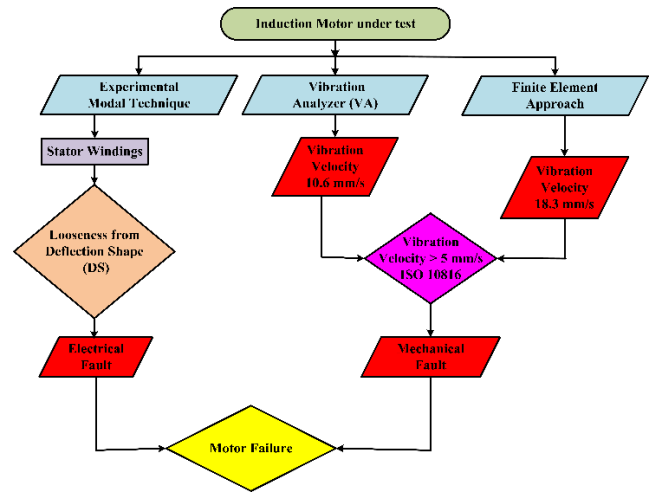 Induction Motor under test
Experimental
Modal Technique
Vibration
Analyzer (VA)
Finite Element
Approach
Stator Windings
Vibration
Velocity
10.6 mm/s
Vibration
Velocity
18.3 mm/s
Looseness from
Deflection Shape
(DS)
Vibration
Velocity > 5 mm/s
ISO 10816
Electrical
Fault
Mechanical
Fault
Motor Failure